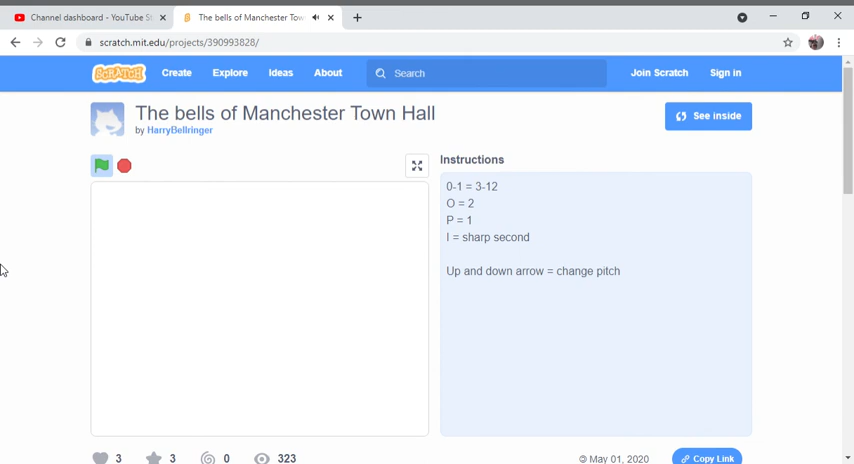 Channel dashboard - YouTube St
The bells of Manchester Tow
scratch.mit.edu/projects/390993828/
SCRATCH
Create
Explore
Ideas
About
Search
Join Scratch
Sign in
The bells of Manchester Town Hall
by HarryBellringer
See inside
Instructions
0-1 = 3-12
O = 2
P = 1
I = sharp second
Up and down arrow = change pitch
3
3
0
323
© May 01, 2020
Copy Link